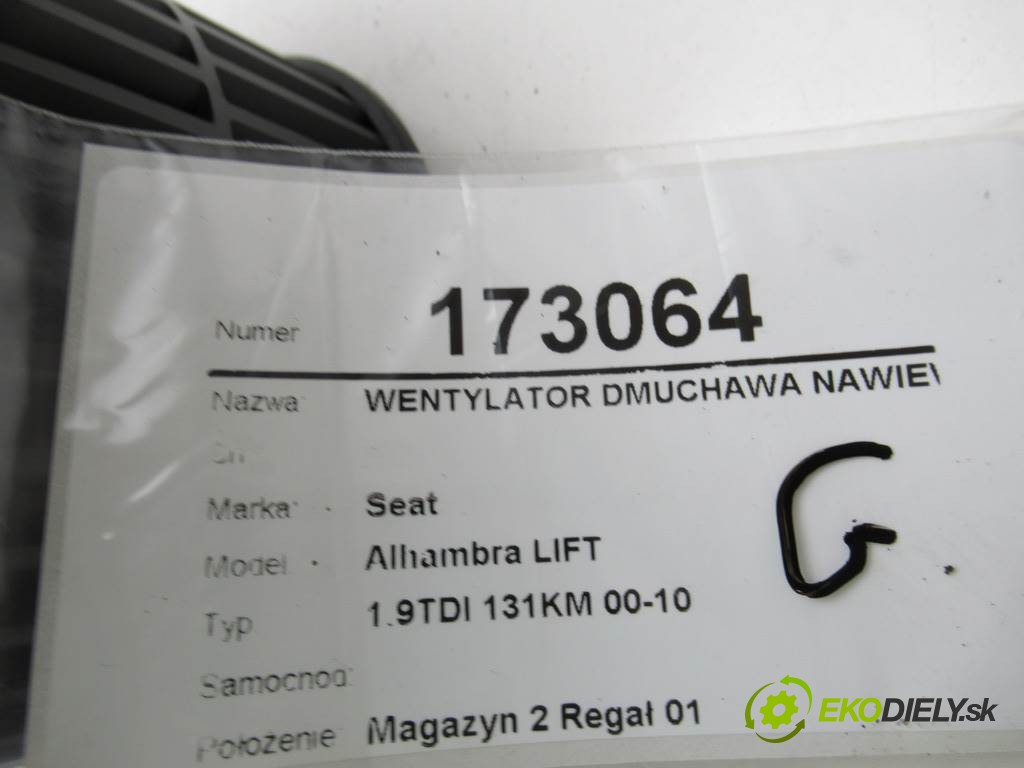 Numer 173064
Nazwa: WENTYLATOR DMUCHAWA NAWIEW
Marka: Seat
Model: Alhambra LIFT
Typ 1.9TDI 131KM 00-10
Samochód:
Położenie Magazyn 2 Regał 01
G
EKODIELY.sk